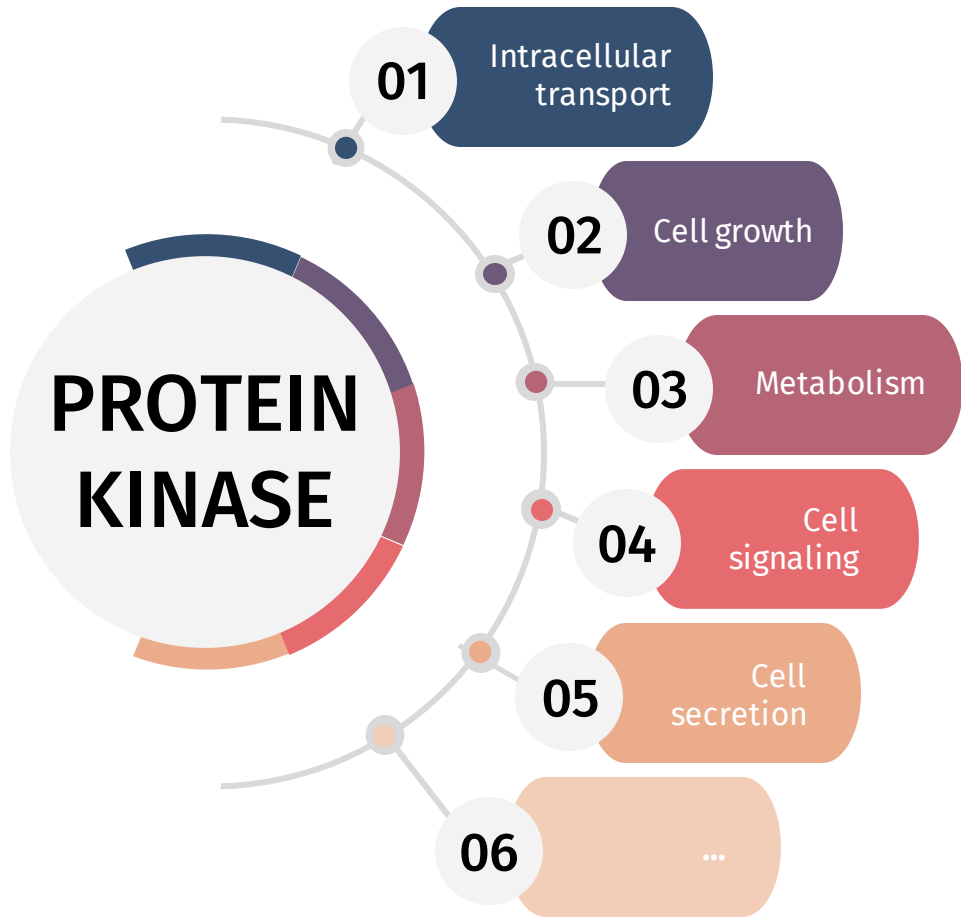 PROTEIN
KINASE
01
Intracellular
transport
02
Cell growth
03
Metabolism
04
Cell
signaling
05
Cell
secretion
06
...